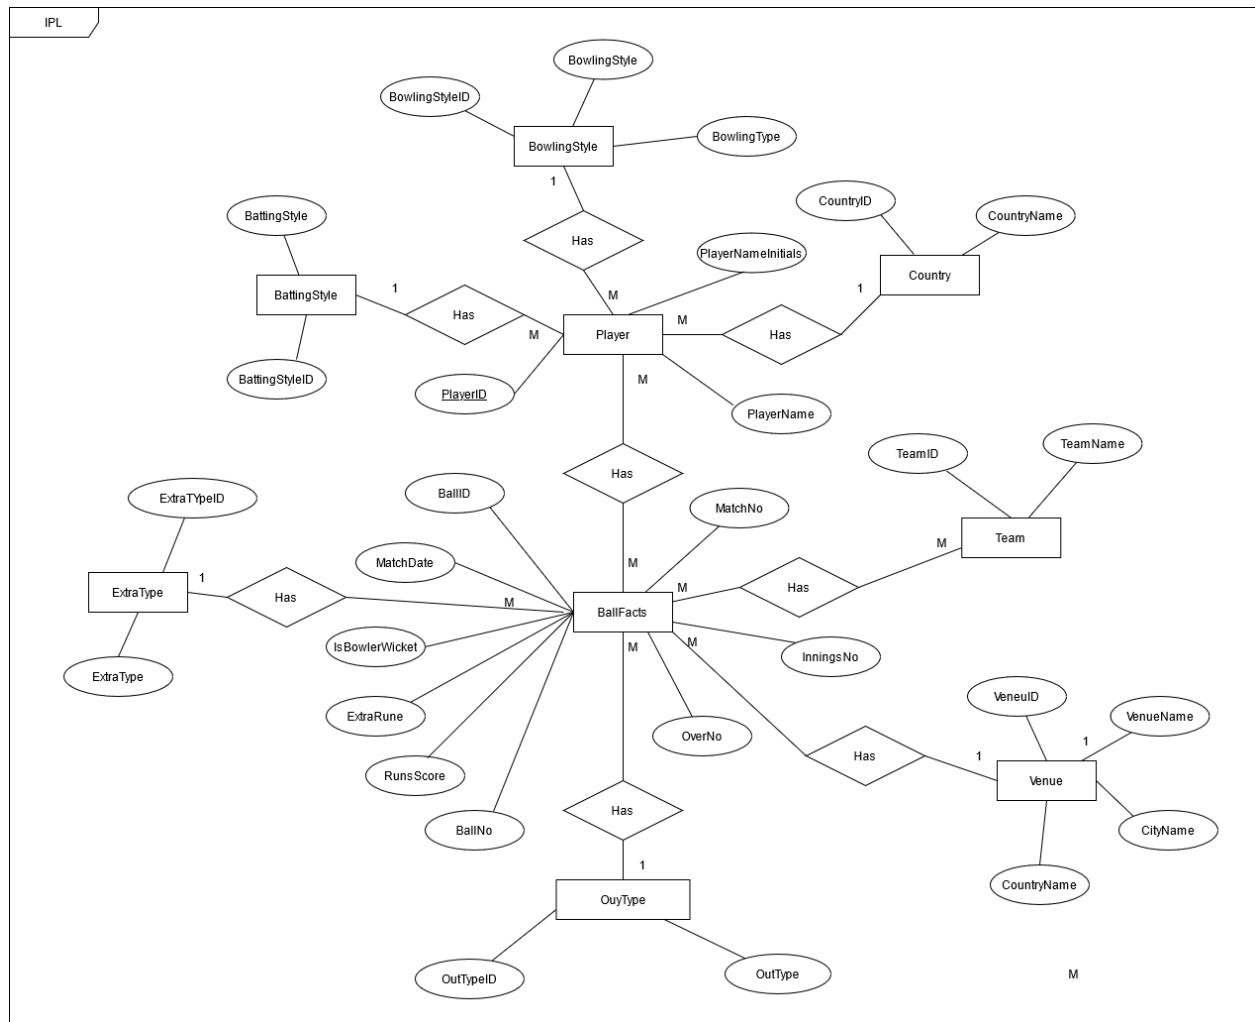 IPL
BowlingStyle
BowlingStyleID
BowlingType
BowlingStyle
1
BattingStyle
CountryID
CountryName
Has
PlayerNameInitials
Country
BattingStyle
1
Has
M
M
1
Has
M
Player
Has
BattingStyleID
PlayerID
M
PlayerName
TeamID
TeamName
Has
ExtraTYpeID
BallID
MatchNo
M
Team
MatchDate
M
1
ExtraType
Has
M
M
Has
BallFacts
IsBowlerWicket
M
M
InningsNo
ExtraType
ExtraRune
OverNo
VeneuID
VenueName
1
Has
1
RunsScore
Venue
Has
BallNo
CityName
1
CountryName
OuyType
OutTypeID
OutType
M